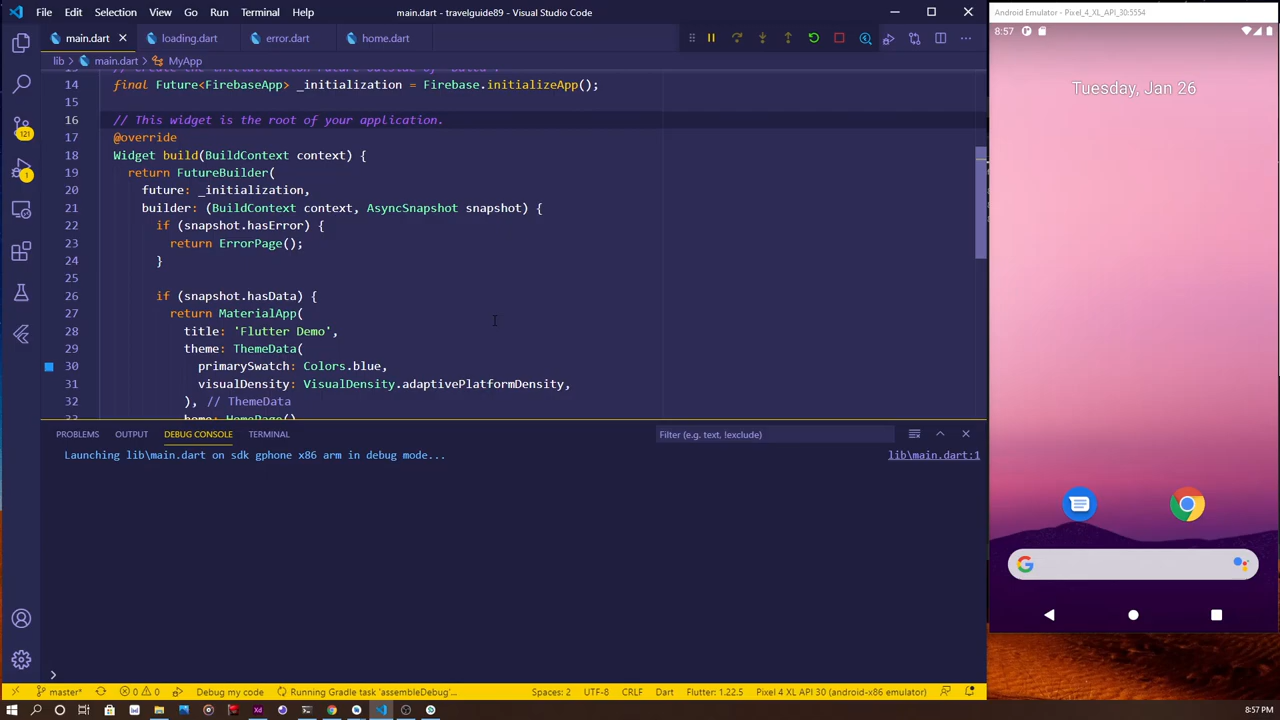 File Edit Selection View Go Run Terminal Help
main.dart - travelguide89 - Visual Studio Code
Android Emulator - Pixel_4_XL_API_30:5554
main.dart
loading.dart
error.dart
home.dart
8:57
lib > main.dart > MyApp
Tuesday, Jan 26
14 final Future<FirebaseApp> _initialization = Firebase.initializeApp();
15
16 // This widget is the root of your application.
17 @override
18 Widget build(BuildContext context) {
19 return FutureBuilder(
20 future: _initialization,
21 builder: (BuildContext context, AsyncSnapshot snapshot) {
22 if (snapshot.hasError) {
23 return ErrorPage();
24 }
25
26 if (snapshot.hasData) {
27 return MaterialApp(
28 title: 'Flutter Demo',
29 theme: ThemeData(
30 primarySwatch: Colors.blue,
31 visualDensity: VisualDensity.adaptivePlatformDensity,
32 ), // ThemeData
121
1
PROBLEMS OUTPUT DEBUG CONSOLE TERMINAL
Filter (e.g. text, !exclude)
Launching lib\main.dart on sdk gphone x86 arm in debug mode...
lib\main.dart:1
master* 0 0 Debug my code Running Gradle task 'assembleDebug'...
Spaces: 2 UTF-8 CRLF Dart Flutter: 1.22.5 Pixel 4 XL API 30 (android-x86 emulator)
8:57 PM